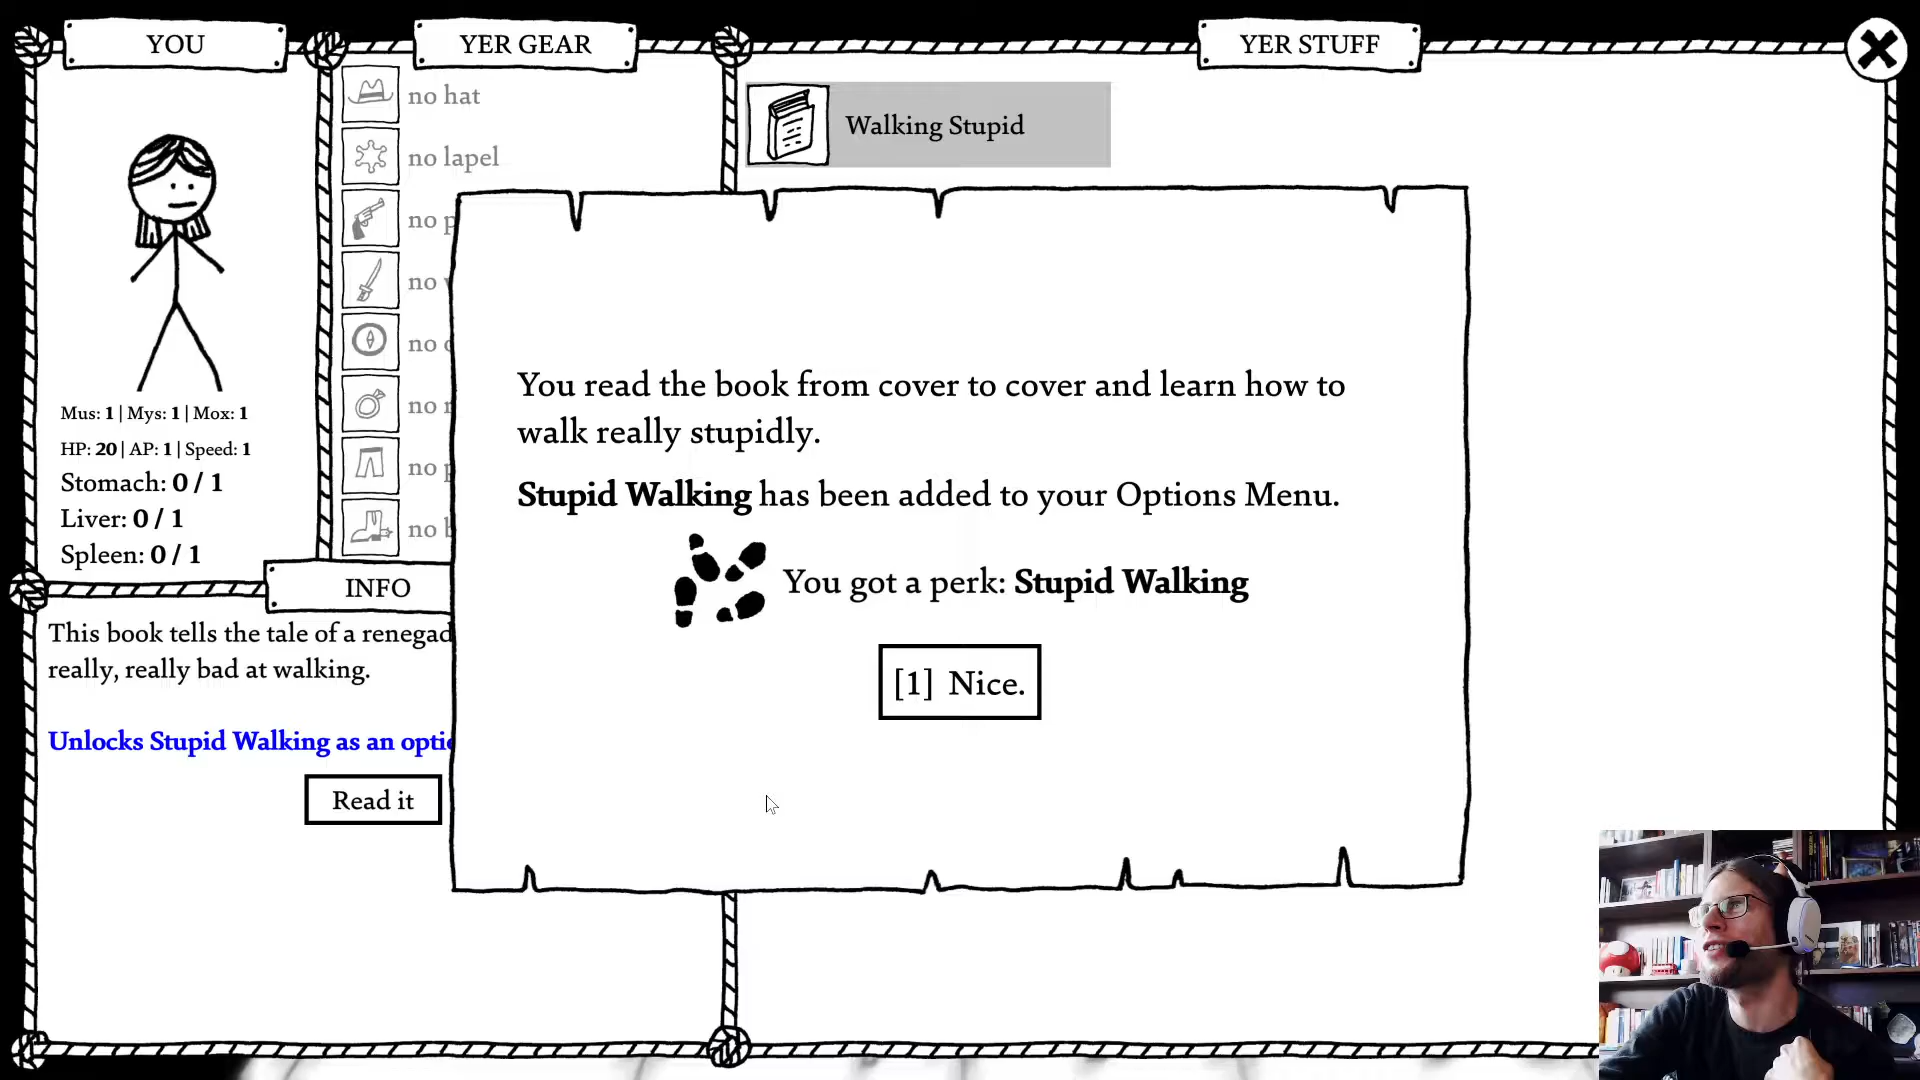 YOU
YER GEAR
YER STUFF
no hat
no lapel
no p
no
no
no
no p
no b
Walking Stupid
Mus: 1 | Mys: 1 | Mox: 1
HP: 20 | AP: 1 | Speed: 1
Stomach: 0 / 1
Liver: 0 / 1
Spleen: 0 / 1
INFO
This book tells the tale of a renegad
really, really bad at walking.
Unlocks Stupid Walking as an optio
Read it
You read the book from cover to cover and learn how to
walk really stupidly.
Stupid Walking has been added to your Options Menu.
You got a perk: Stupid Walking
[1] Nice.